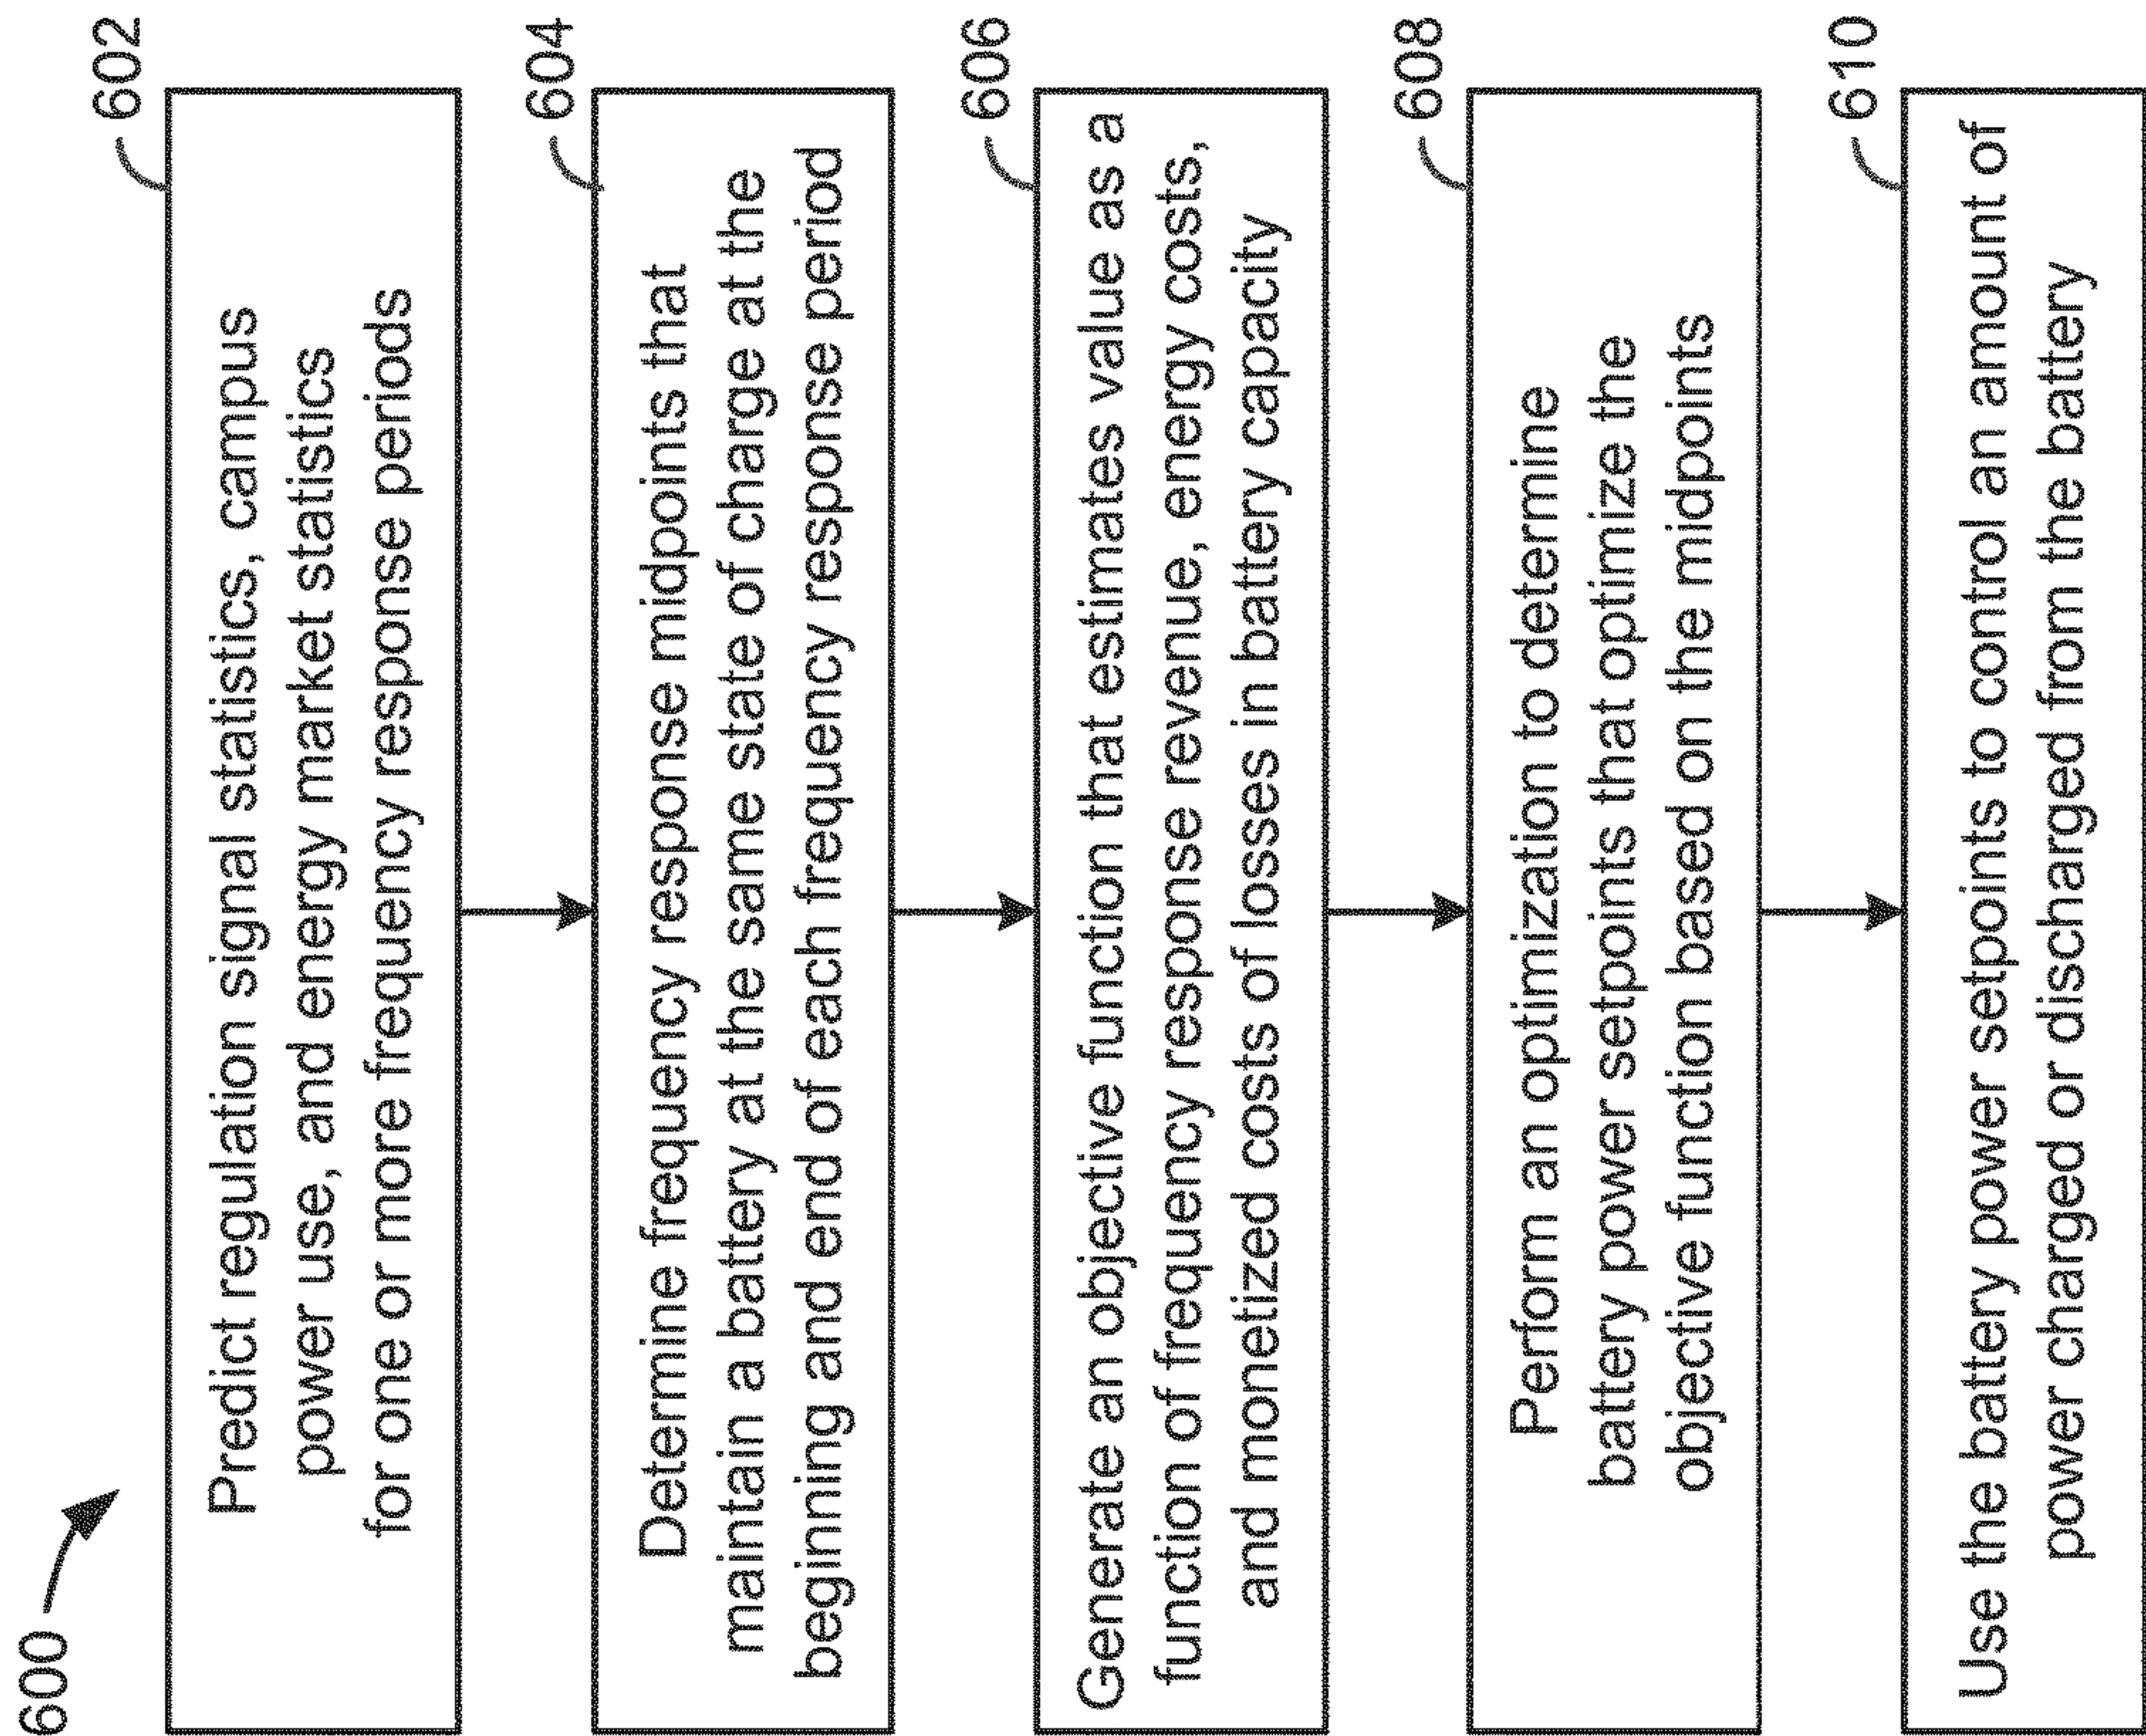 600
602
Predict regulation signal statistics, campus
power use, and energy market statistics
for one or more frequency response periods
604
Determine frequency response midpoints that
maintain a battery at the same state of charge at the
beginning and end of each frequency response period
606
Generate an objective function that estimates value as a
function of frequency response revenue, energy costs,
and monetized costs of losses in battery capacity
608
Perform an optimization to determine
battery power setpoints that optimize the
objective function based on the midpoints
610
Use the battery power setpoints to control an amount of
power charged or discharged from the battery